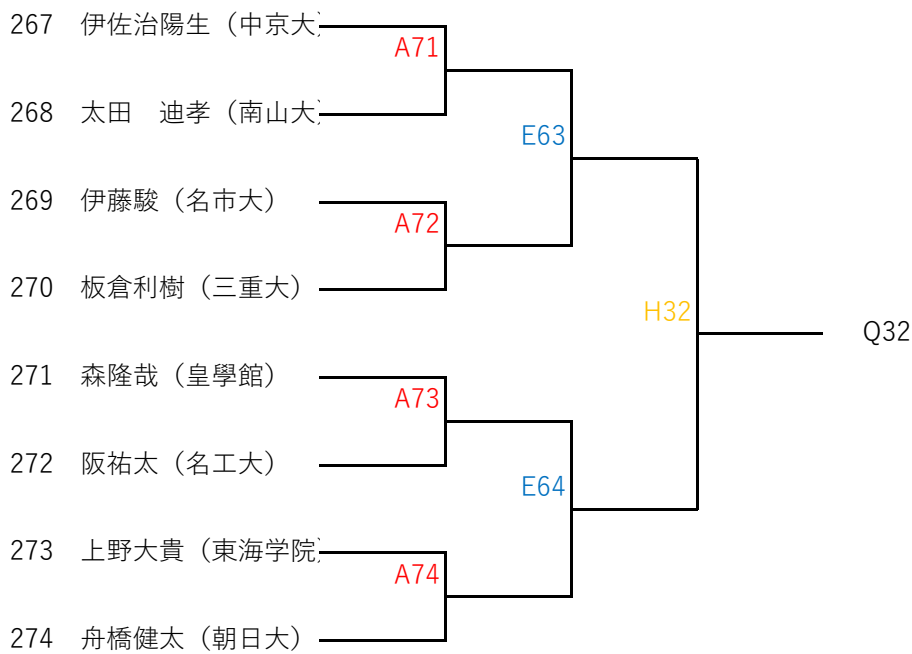 267 伊佐治陽生（中京大）
A71
268 太田　迪孝（南山大）
E63
269 伊藤駿（名市大）
A72
270 板倉利樹（三重大）
H32
Q32
271 森隆哉（皇學館）
A73
272 阪祐太（名工大）
E64
273 上野大貴（東海学院）
A74
274 舟橋健太（朝日大）